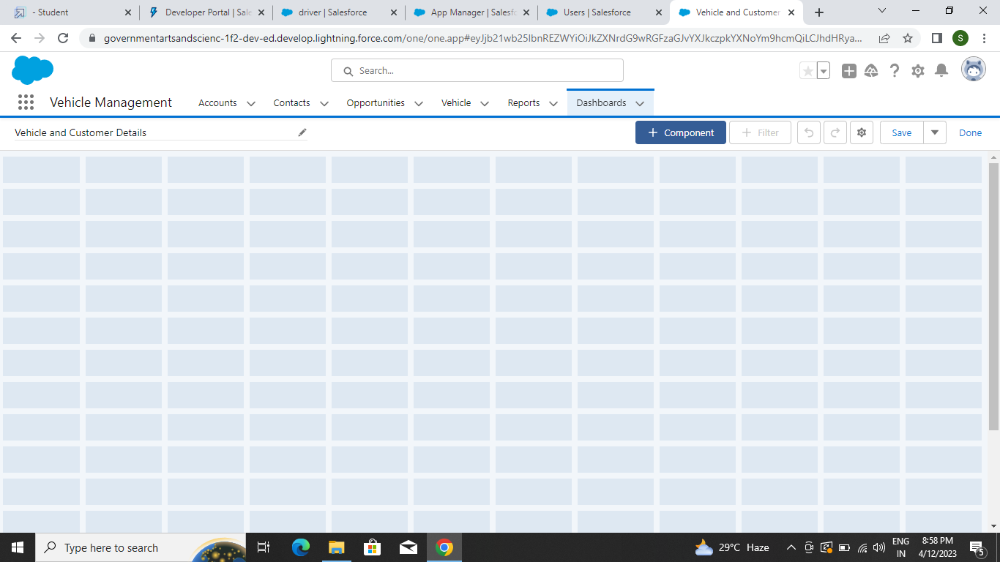 - Student
Developer Portal | Sale
driver | Salesforce
App Manager | Salesfo
Users | Salesforce
Vehicle and Customer
governmentartsandscienc-1f2-dev-ed.develop.lightning.force.com/one/one.app#eyJjb21wb25lbnREZWYiOiJkZXNrdG9wRGFzaGJvYXJkczpkYXNoYm9hcmQiLCJhdHRya...
S
Search...
Vehicle Management
Accounts
Contacts
Opportunities
Vehicle
Reports
Dashboards
Vehicle and Customer Details
+ Component
+ Filter
Save
Done
Type here to search
29°C Haze
ENG
IN
8:58 PM
4/12/2023
5